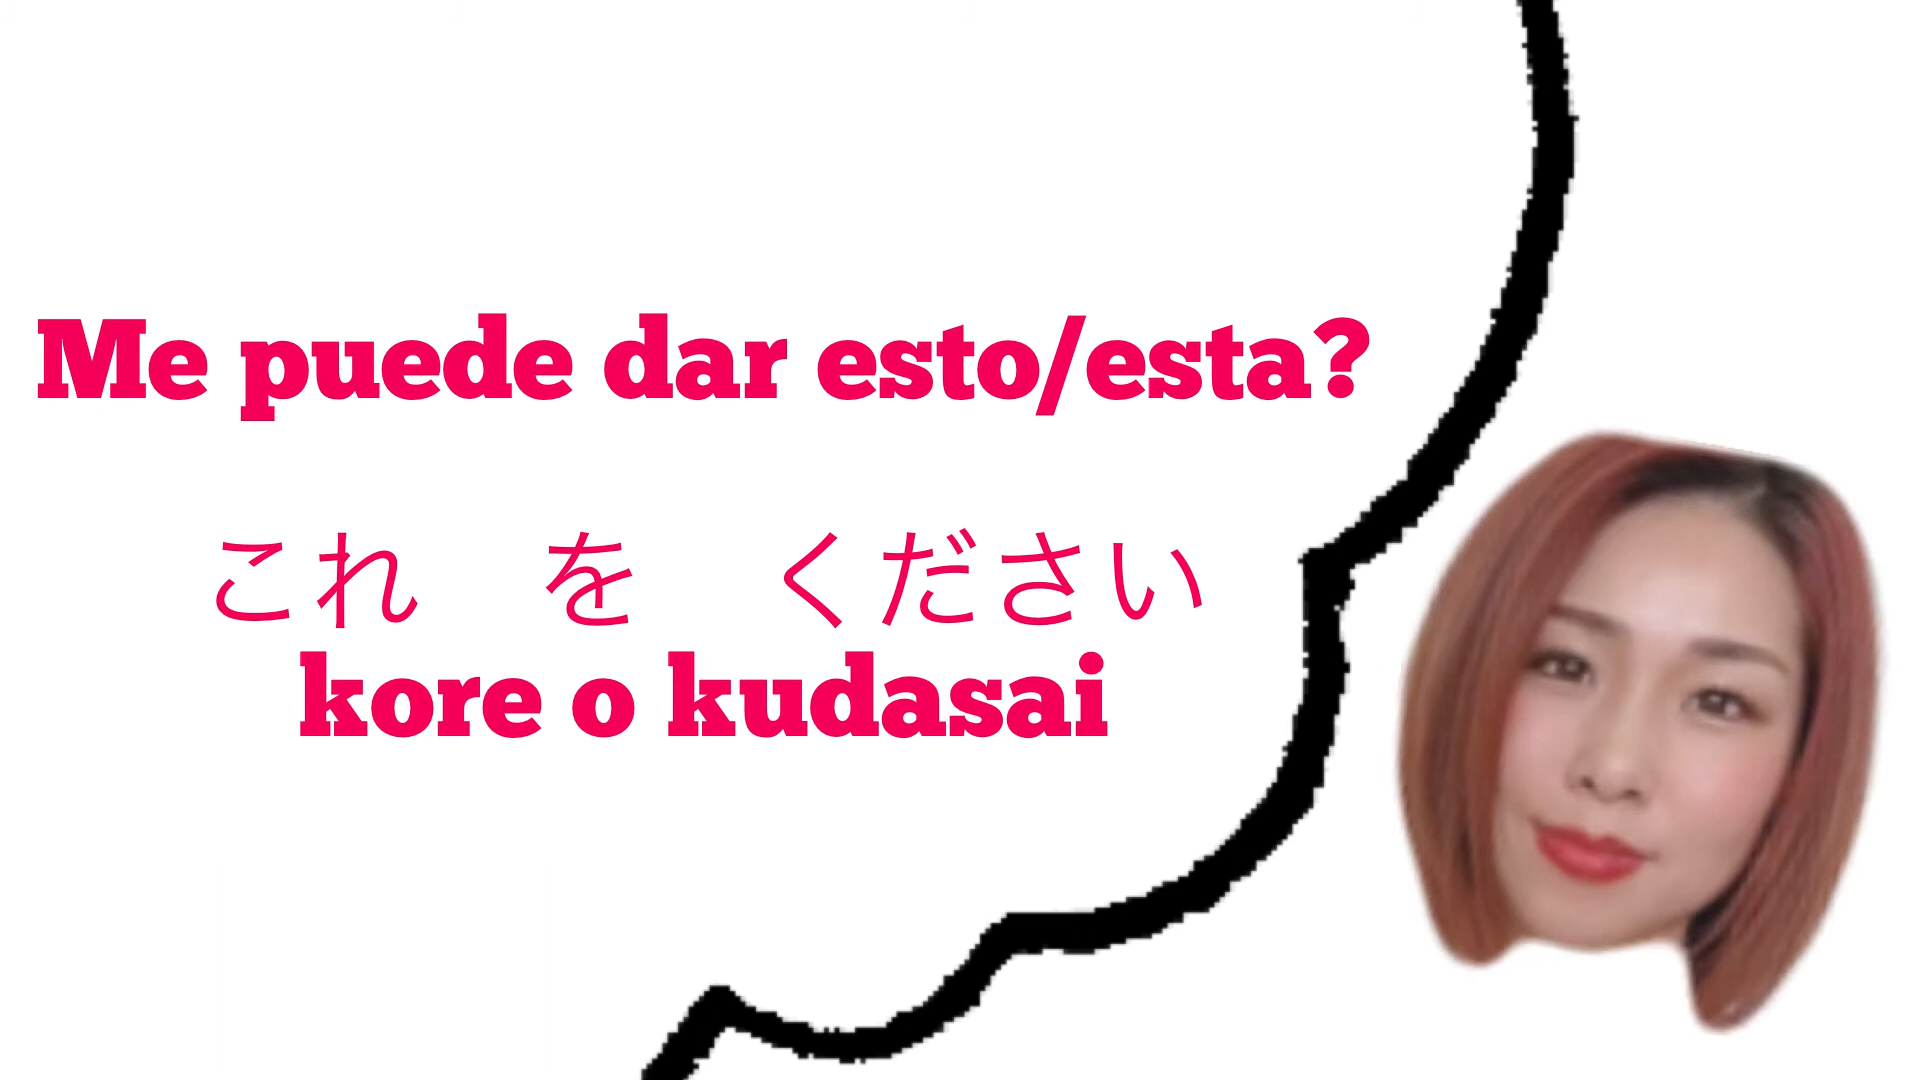 Me puede dar esto/esta?
これ　を　ください
kore o kudasai